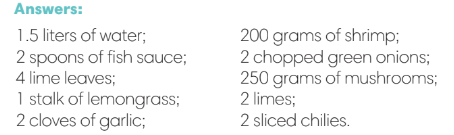 Answers:
1.5 liters of water;
2 spoons of fish sauce;
4 lime leaves;
1 stalk of lemongrass;
2 cloves of garlic;
200 grams of shrimp;
2 chopped green onions;
250 grams of mushrooms;
2 limes;
2 sliced chilies.